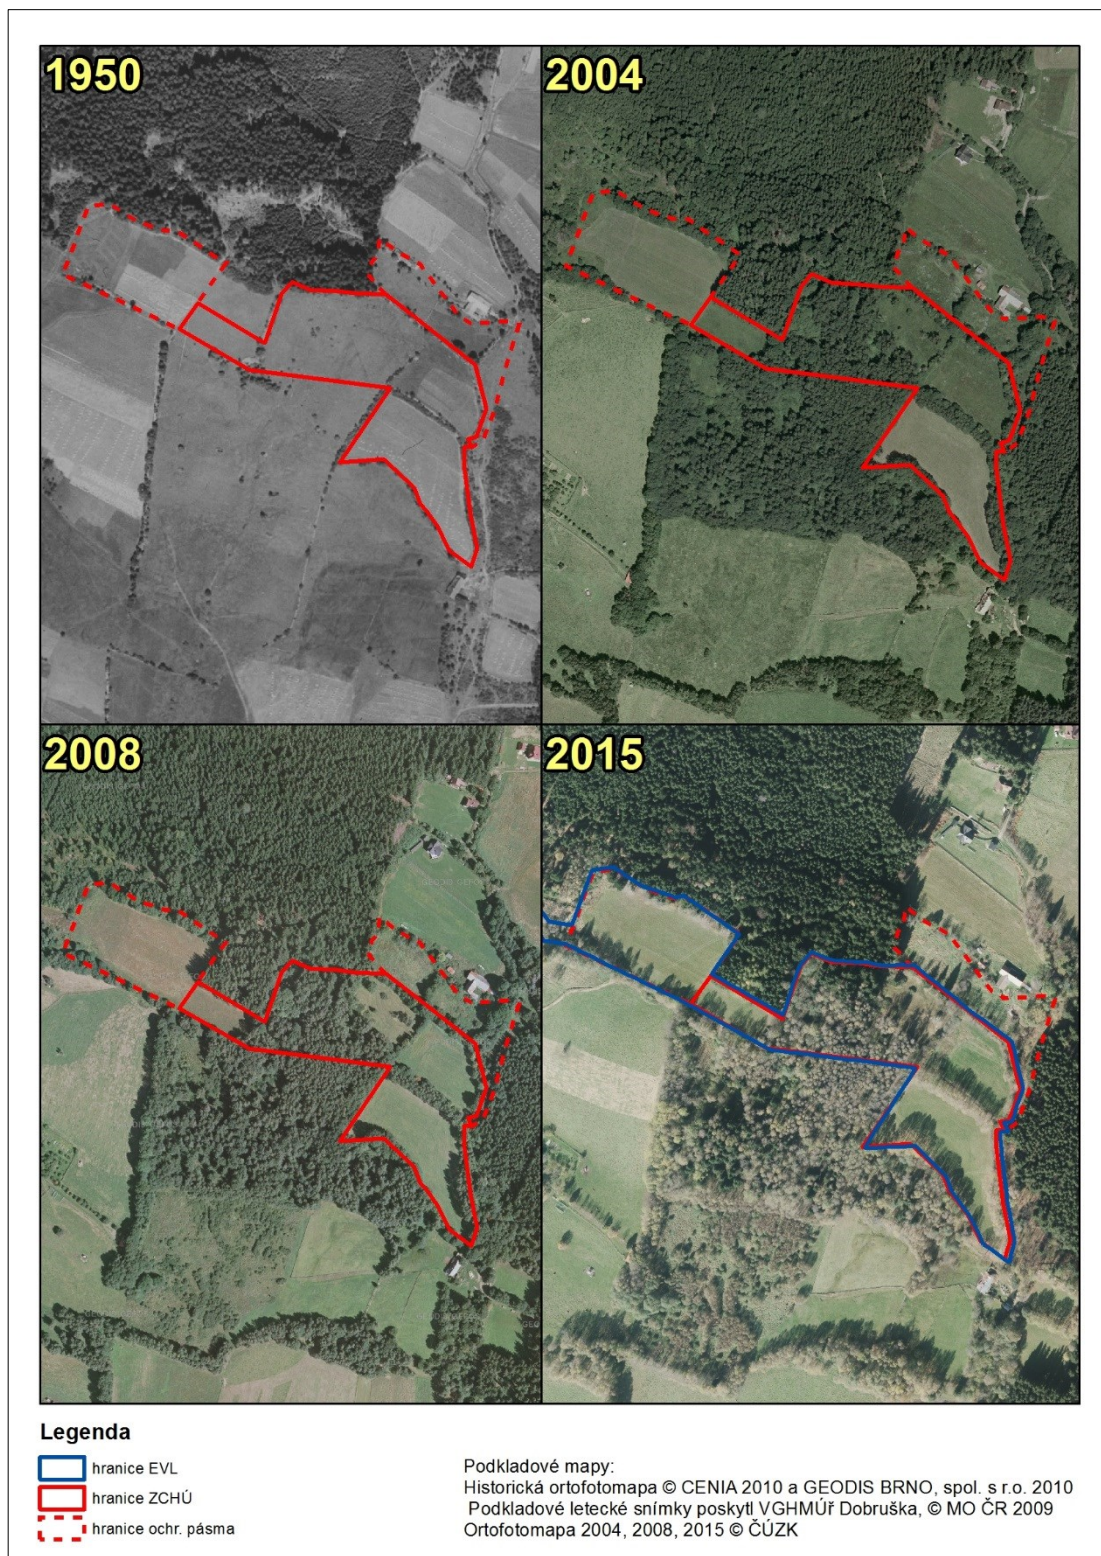 1950
2004
2008
2015
Legenda
hranice EVL
hranice ZCHÚ
hranice ochr. pásma
Podkladové mapy:
Historická ortofotomapa © CENIA 2010 a GEODIS BRNO, spol. s r.o. 2010
Podkladové letecké snímky poskytl VGHMÚř Dobruška, © MO ČR 2009
Ortofotomapa 2004, 2008, 2015 © ČÚZK